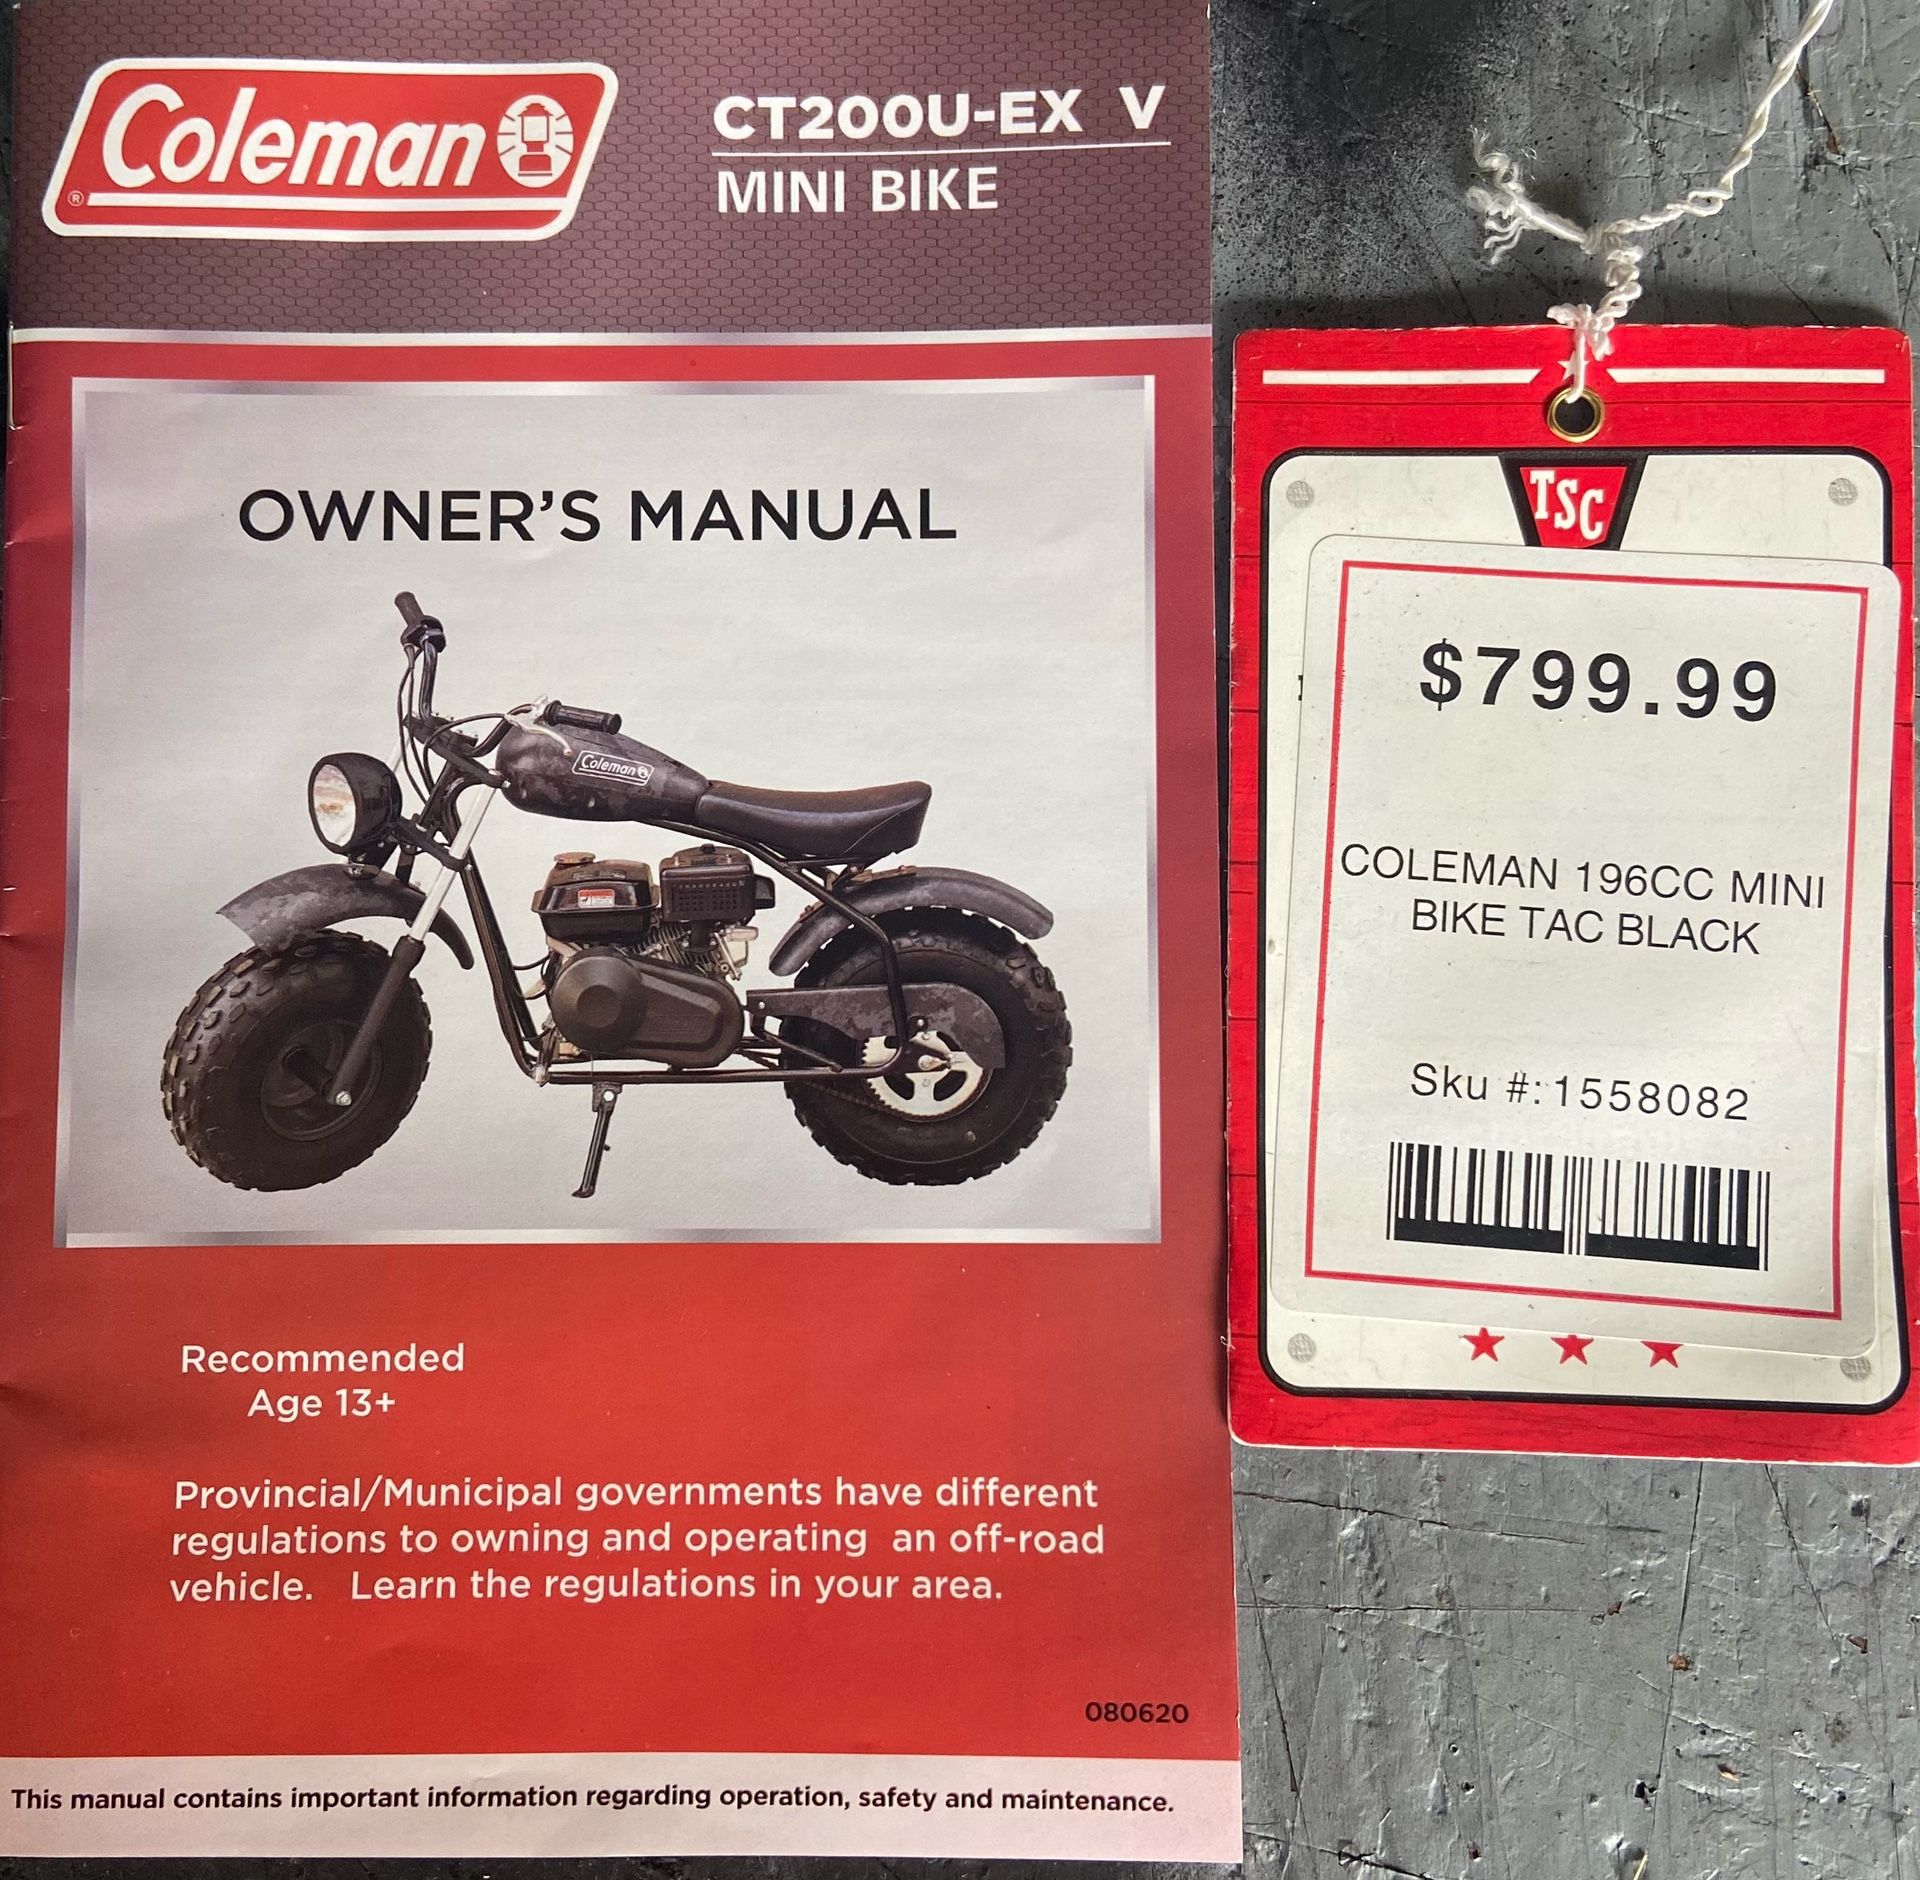 Coleman
®
CT200U-EX V
MINI BIKE
OWNER'S MANUAL
Coleman
Recommended
Age 13+
Provincial/Municipal governments have different
regulations to owning and operating an off-road
vehicle. Learn the regulations in your area.
080620
This manual contains important information regarding operation, safety and maintenance.
TSC
$799.99
COLEMAN 196CC MINI
BIKE TAC BLACK
Sku #:1558082